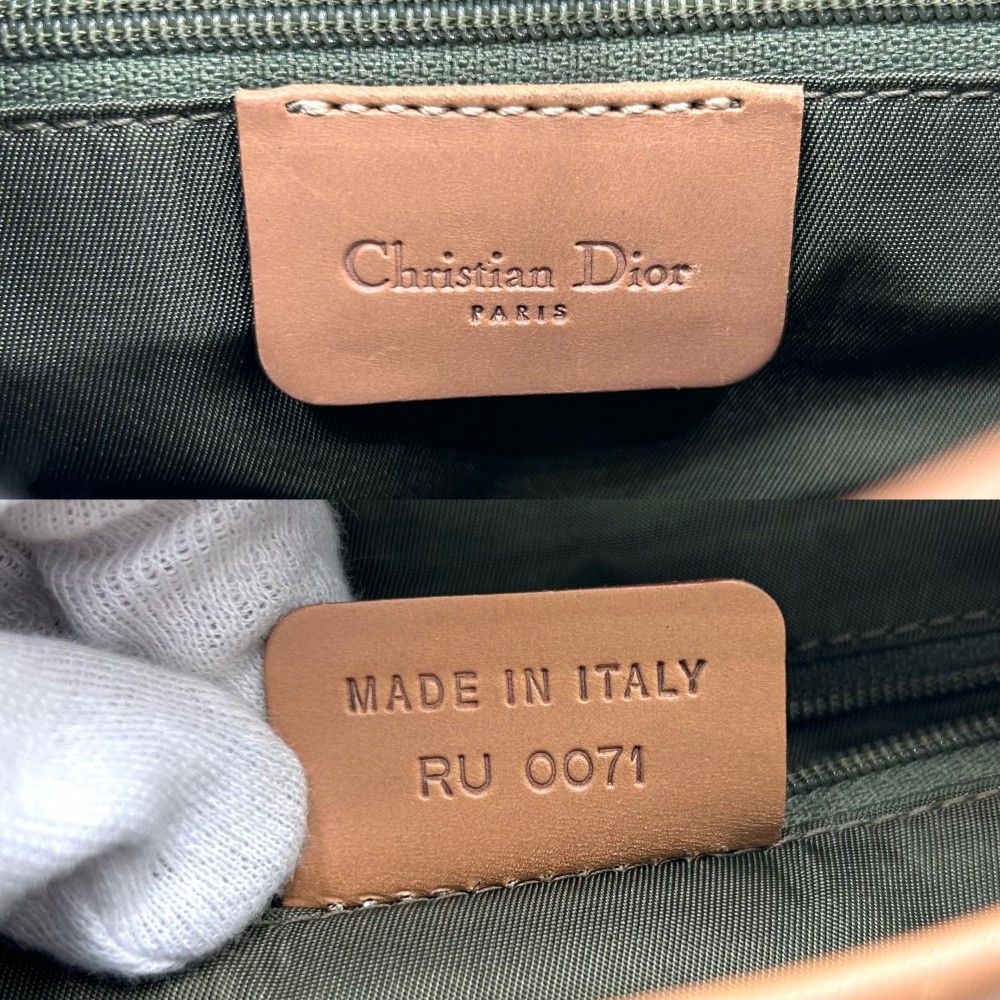 Christian Dior
PARIS
MADE IN ITALY
RU 0071